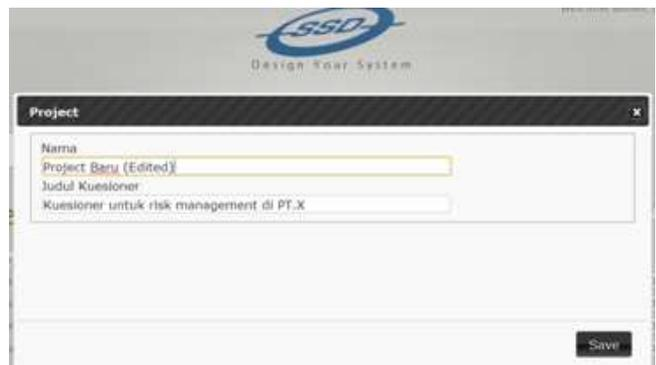 SSD
Design Your System
Project
x
Nama
Project Baru (Edited)
Judul Kuesioner
Kuesioner untuk risk management di PT.X
Save